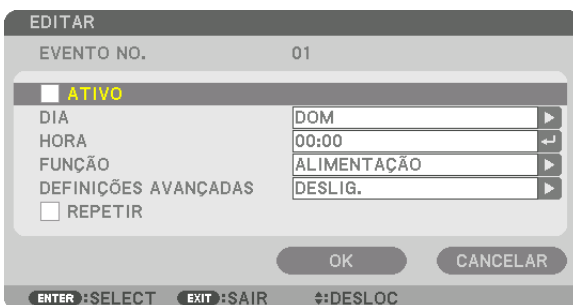 EDITAR
EVENTO NO. 01
ATIVO
DIA DOM
HORA 00:00
FUNÇÃO ALIMENTAÇÃO
DEFINIÇÕES AVANÇADAS DESLIG.
REPETIR
OK CANCELAR
ENTER :SELECT EXIT :SAIR :DESLOC